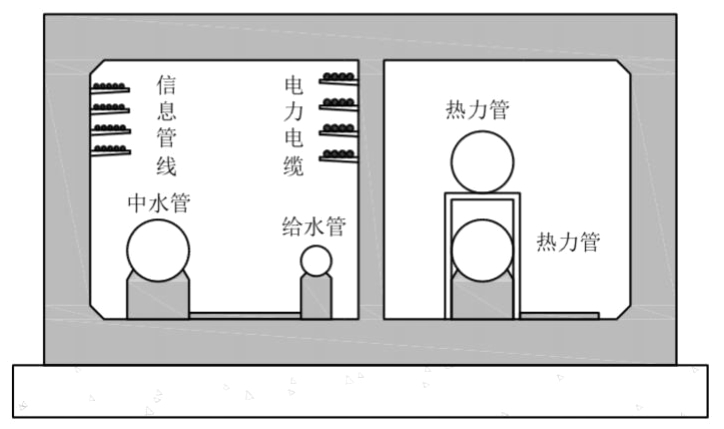 信息管线
电力电缆
中水管
给水管
热力管
热力管